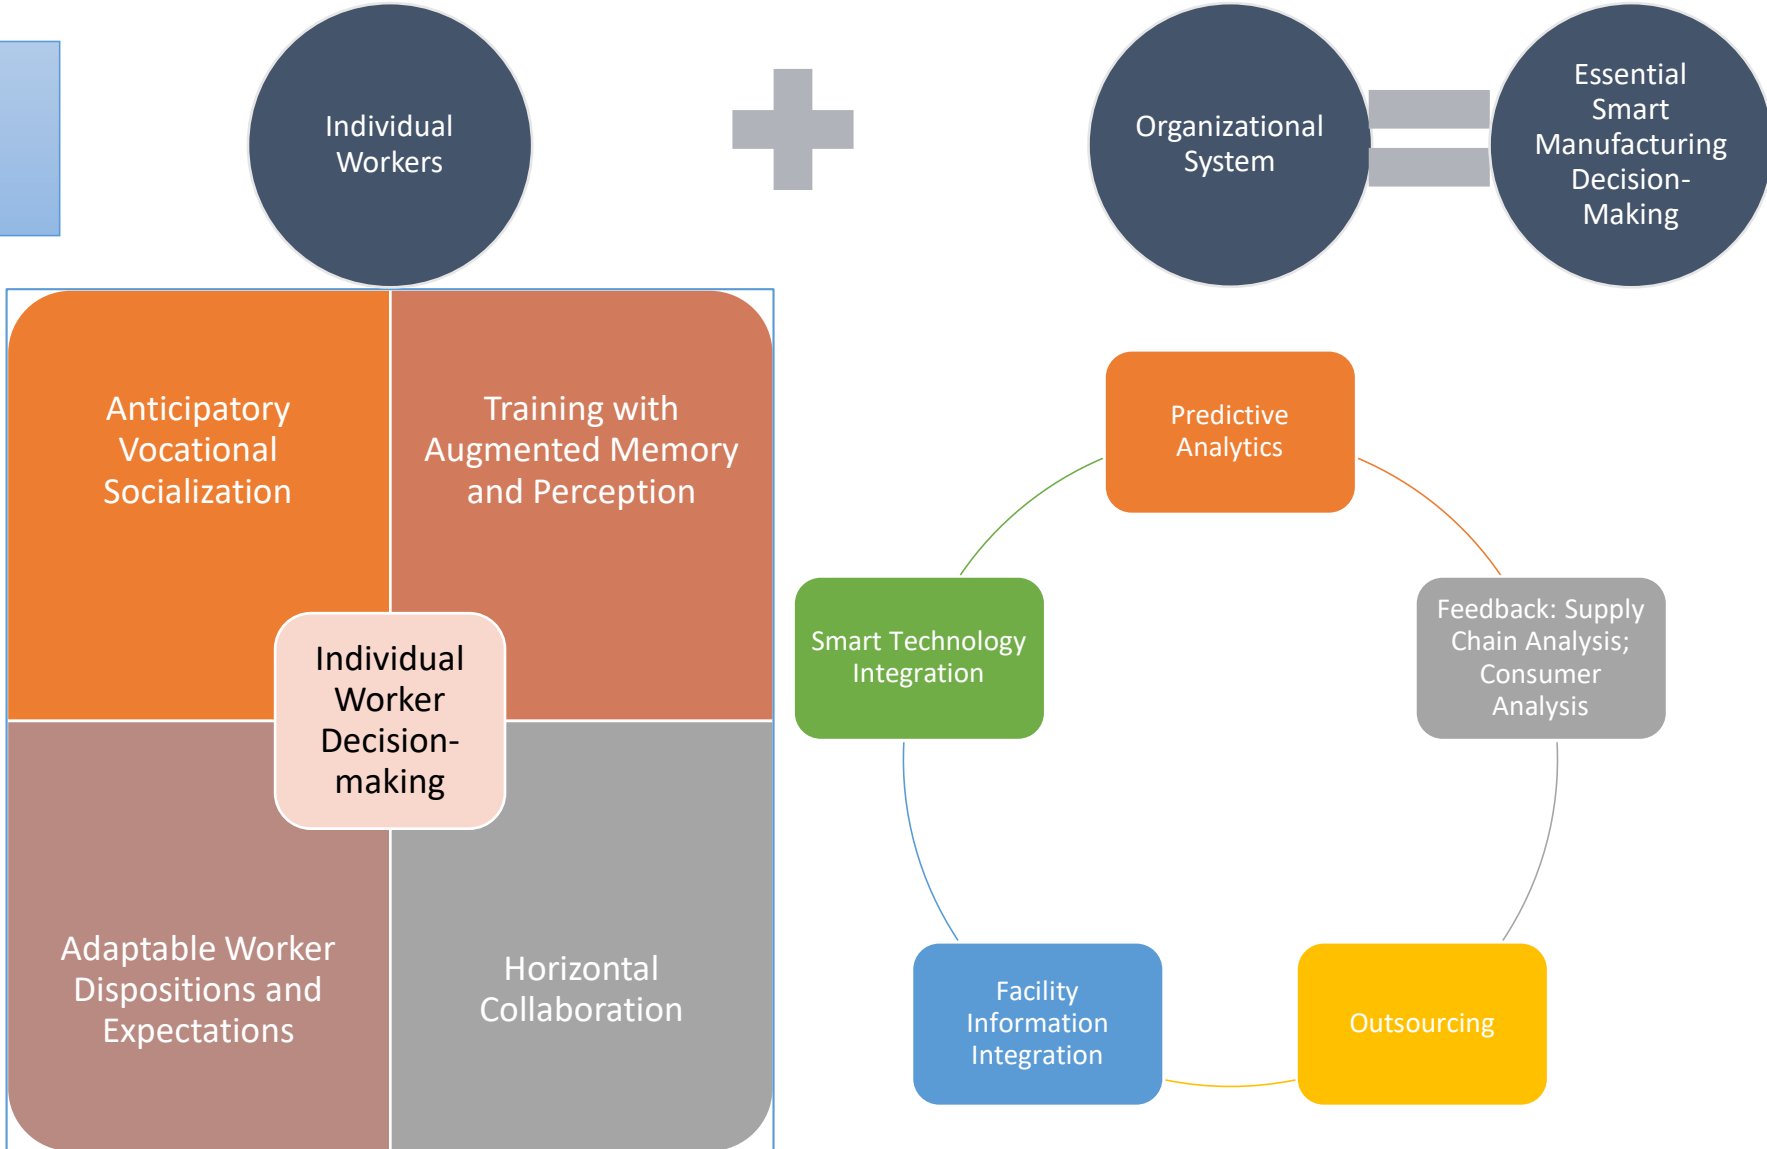 Individual
Workers
Organizational
System
Essential
Smart
Manufacturing
Decision-
Making
Anticipatory
Vocational
Socialization
Training with
Augmented Memory
and Perception
Individual
Worker
Decision-
making
Adaptable Worker
Dispositions and
Expectations
Horizontal
Collaboration
Predictive
Analytics
Smart Technology
Integration
Feedback: Supply
Chain Analysis;
Consumer
Analysis
Facility
Information
Integration
Outsourcing